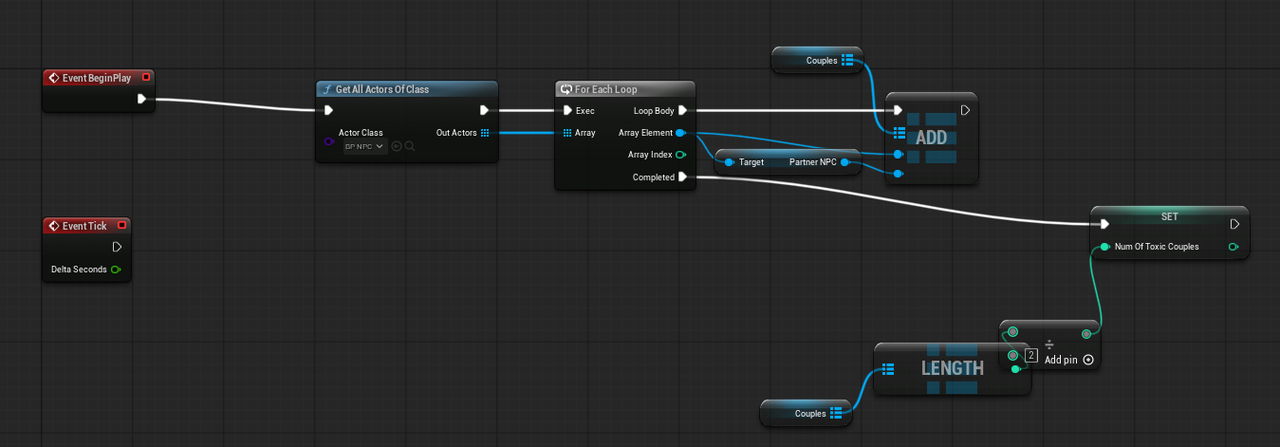 Event BeginPlay
f Get All Actors Of Class
Actor Class
BP NPC
Out Actors
For Each Loop
Exec
Loop Body
Array
Array Element
Array Index
Completed
Couples
Target
Partner NPC
ADD
Event Tick
Delta Seconds
SET
Num Of Toxic Couples
÷
2
Add pin
LENGTH
Couples